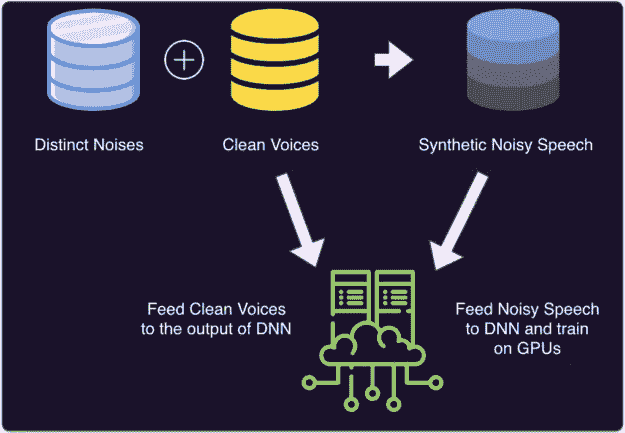 Distinct Noises
Clean Voices
Synthetic Noisy Speech
Feed Clean Voices
to the output of DNN
Feed Noisy Speech
to DNN and train
on GPUs